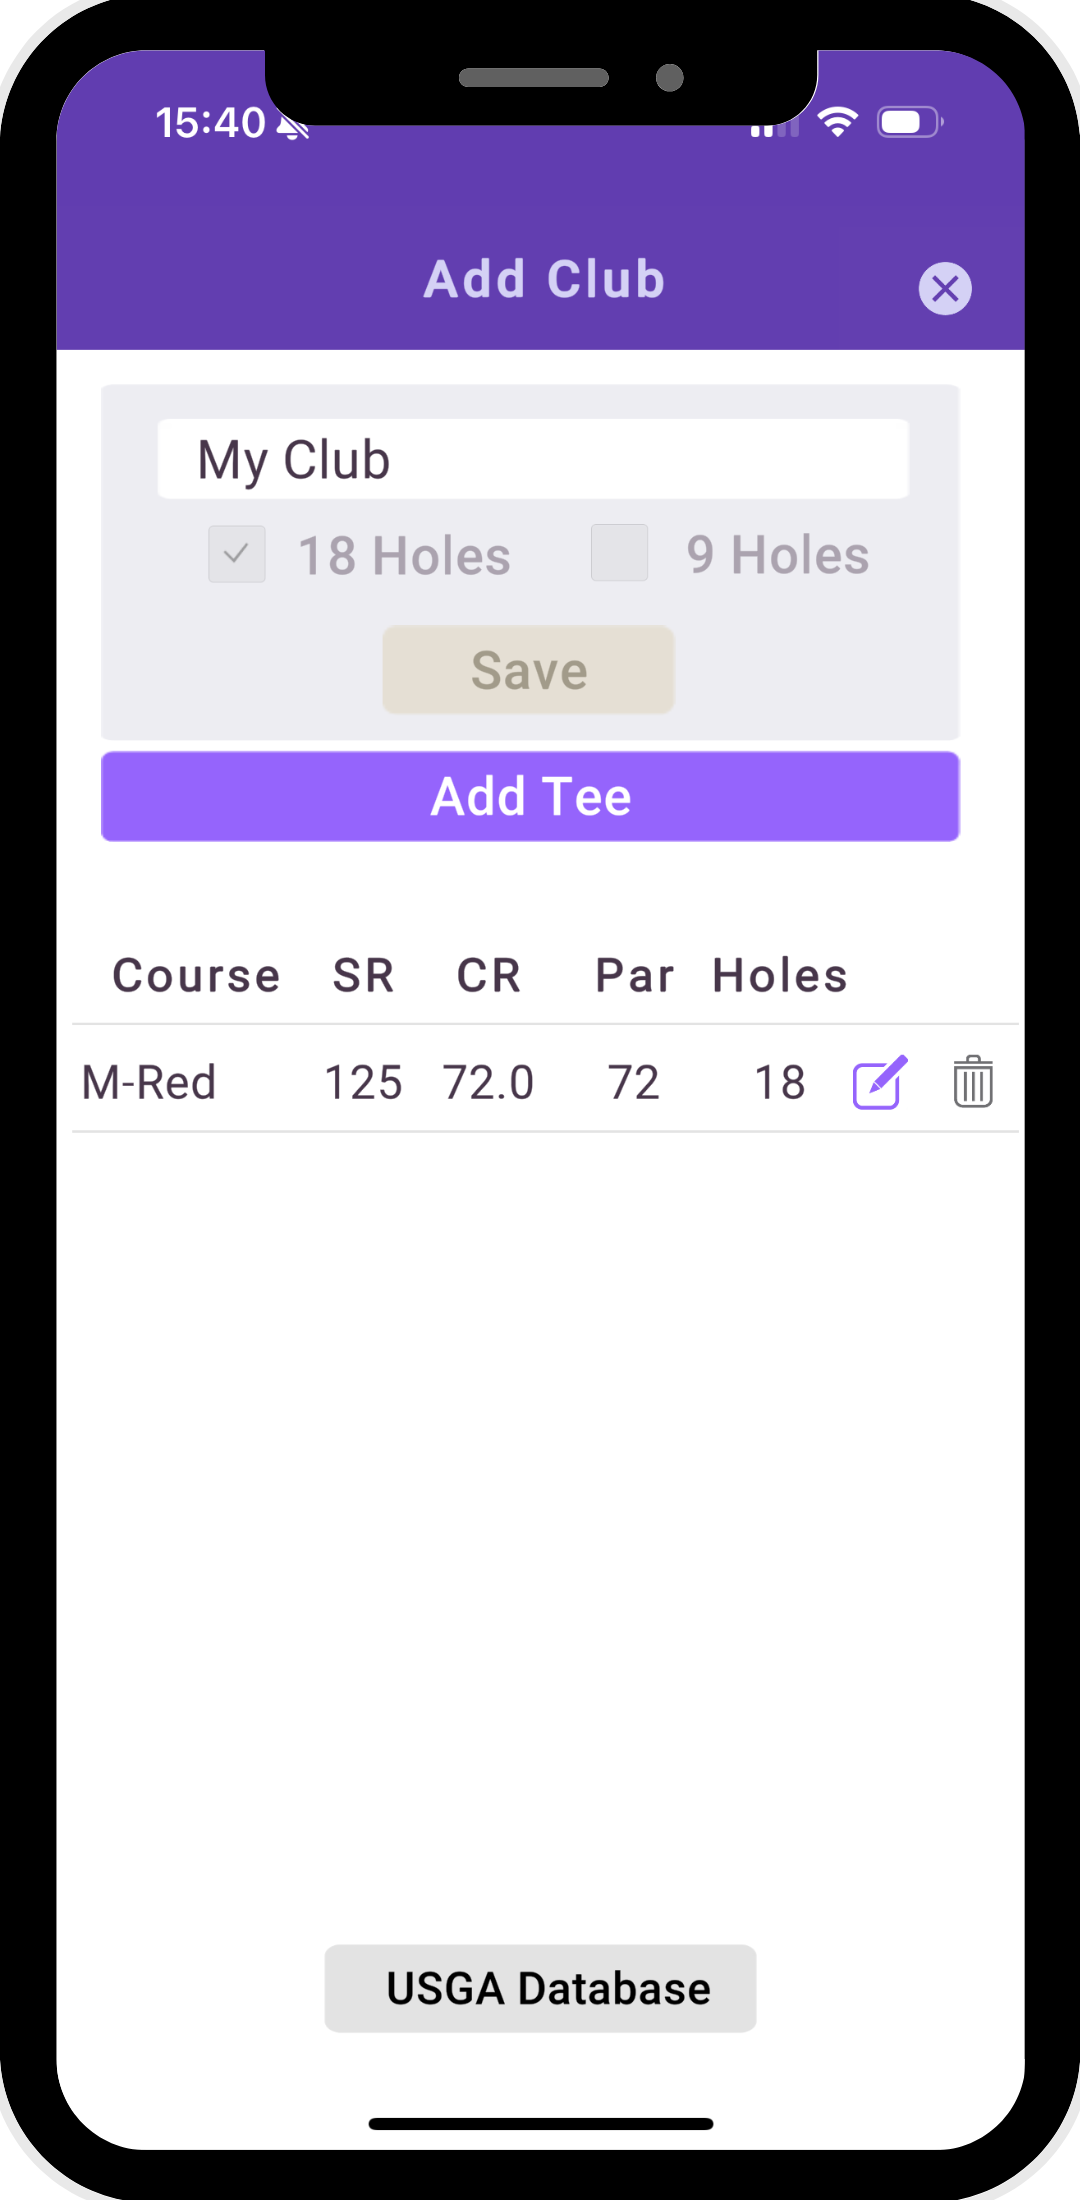 15:40
Add Club
My Club
18 Holes 9 Holes
Save
Add Tee
Course SR CR Par Holes
M-Red 125 72.0 72 18
USGA Database